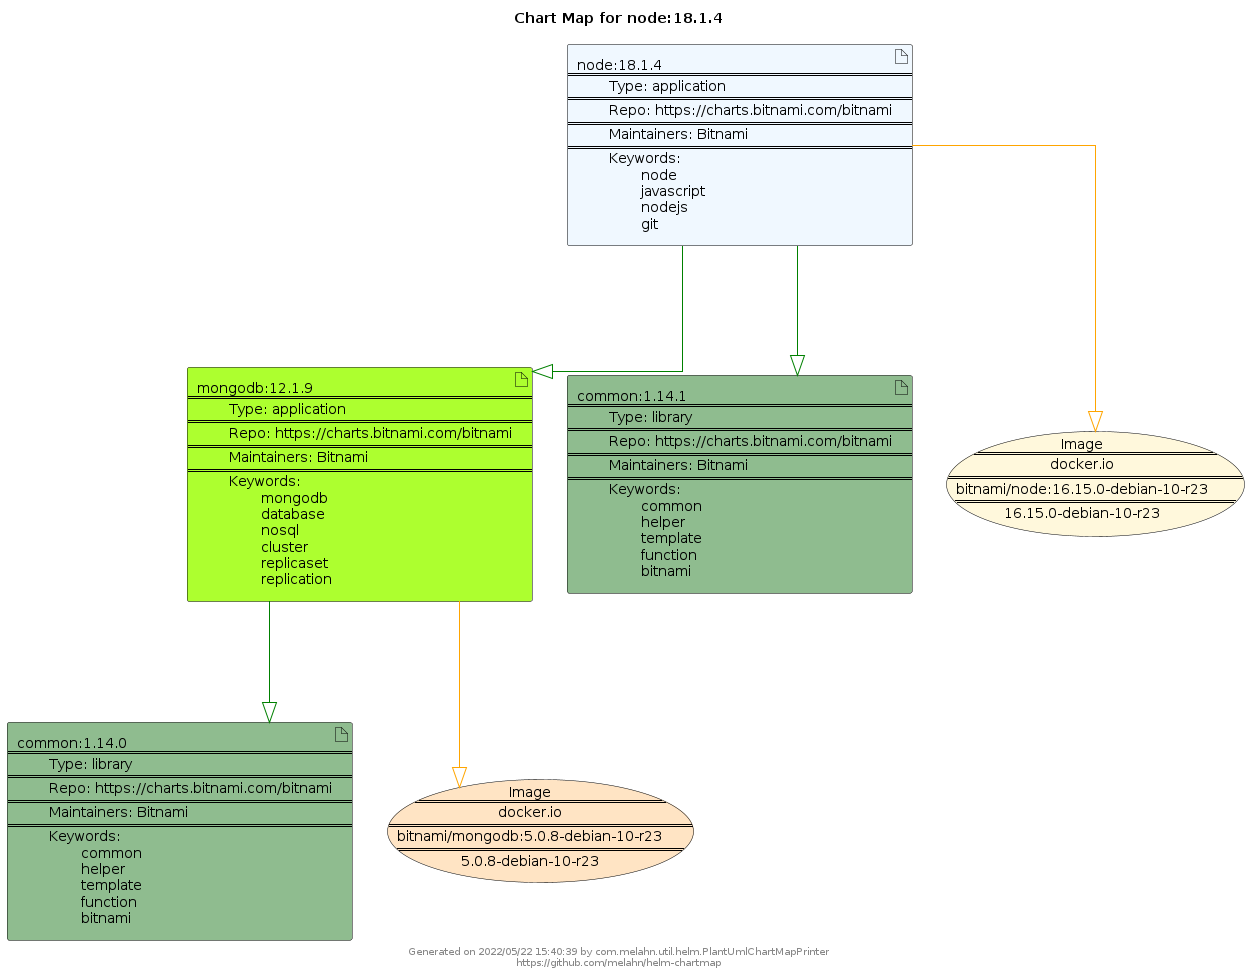 Chart Map for node:18.1.4
node:18.1.4
Type: application
Repo: https://charts.bitnami.com/bitnami
Maintainers: Bitnami
Keywords:
node
javascript
nodejs
git
mongodb:12.1.9
Type: application
Repo: https://charts.bitnami.com/bitnami
Maintainers: Bitnami
Keywords:
mongodb
database
nosql
cluster
replicaset
replication
common:1.14.1
Type: library
Repo: https://charts.bitnami.com/bitnami
Maintainers: Bitnami
Keywords:
common
helper
template
function
bitnami
Image
docker.io
bitnami/node:16.15.0-debian-10-r23
16.15.0-debian-10-r23
common:1.14.0
Type: library
Repo: https://charts.bitnami.com/bitnami
Maintainers: Bitnami
Keywords:
common
helper
template
function
bitnami
Image
docker.io
bitnami/mongodb:5.0.8-debian-10-r23
5.0.8-debian-10-r23
Generated on 2022/05/22 15:40:39 by com.melahn.util.helm.PlantUmlChartMapPrinter
https://github.com/melahn/helm-chartmap